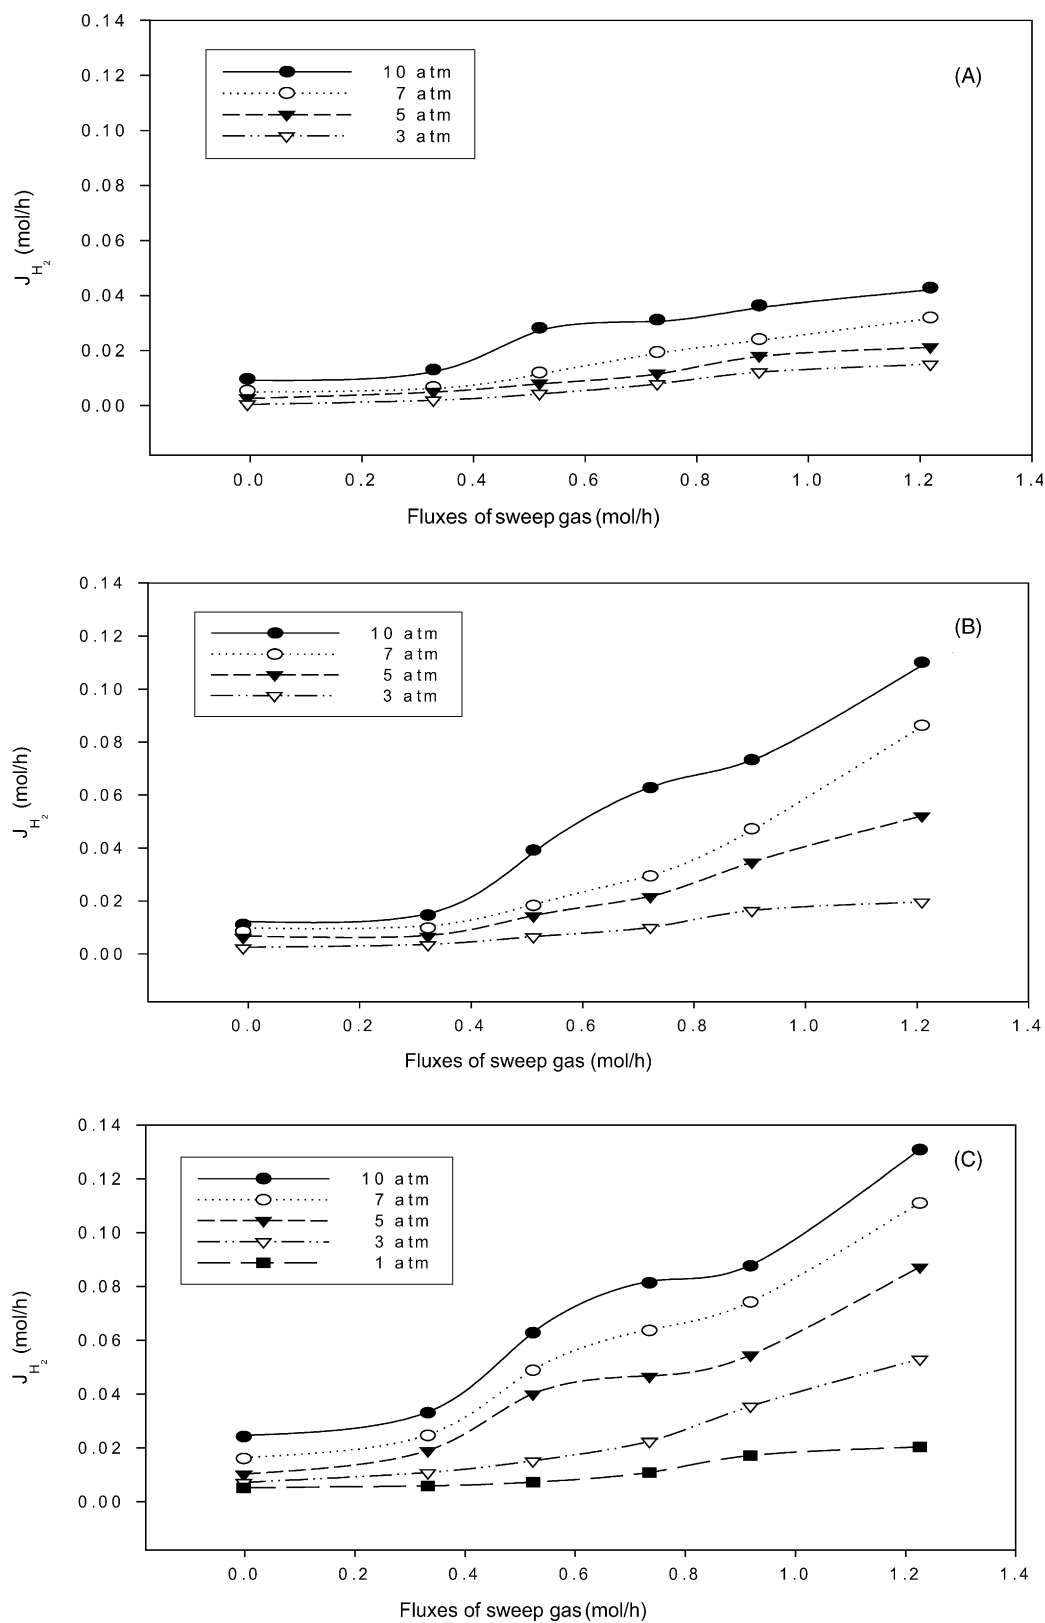 0.14
0.12
0.10
0.08
0.06
0.04
0.02
0.00
J H2 (mol/h)
10 atm
7 atm
5 atm
3 atm
(A)
0.0 0.2 0.4 0.6 0.8 1.0 1.2 1.4
Fluxes of sweep gas (mol/h)
0.14
0.12
0.10
0.08
0.06
0.04
0.02
0.00
J H2 (mol/h)
10 atm
7 atm
5 atm
3 atm
(B)
0.0 0.2 0.4 0.6 0.8 1.0 1.2 1.4
Fluxes of sweep gas (mol/h)
0.14
0.12
0.10
0.08
0.06
0.04
0.02
0.00
J H2 (mol/h)
10 atm
7 atm
5 atm
3 atm
1 atm
(C)
0.0 0.2 0.4 0.6 0.8 1.0 1.2 1.4
Fluxes of sweep gas (mol/h)